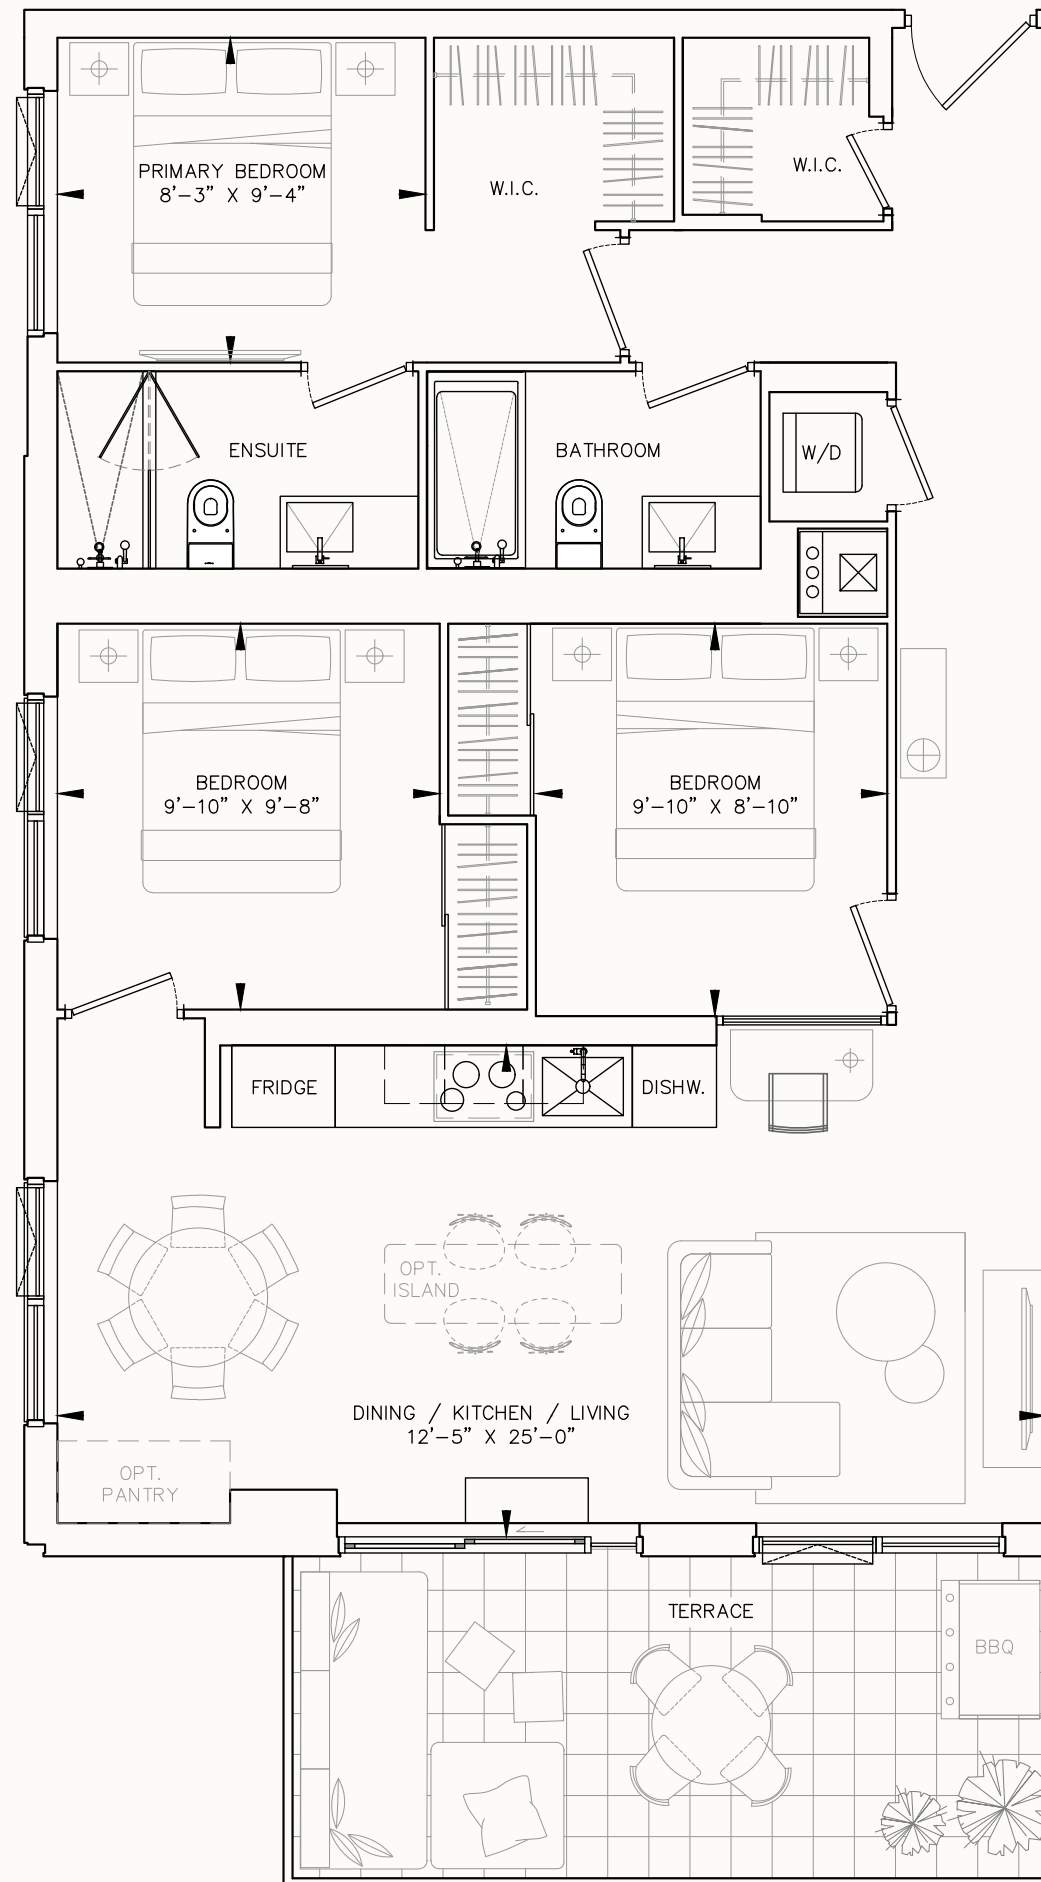 PRIMARY BEDROOM
8'-3" X 9'-4"
W.I.C.
W.I.C.
ENSUITE
BATHROOM
W/D
BEDROOM
9'-10" X 9'-8"
BEDROOM
9'-10" X 8'-10"
FRIDGE
DISHW.
OPT.
ISLAND
DINING / KITCHEN / LIVING
12'-5" X 25'-0"
OPT.
PANTRY
TERRACE
BBQ